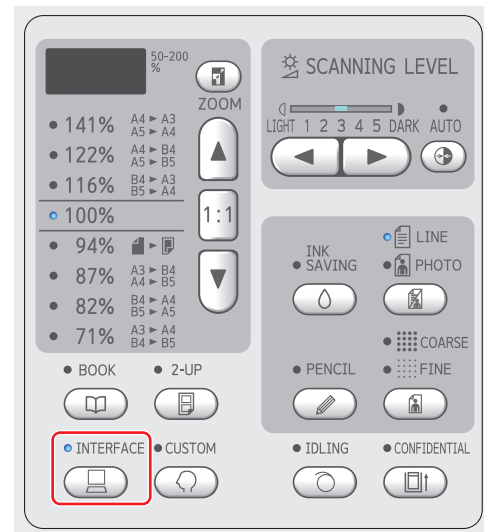 50-200
%
ZOOM
141% A4 ► A3
A5 ► A4
122% A4 ► B4
A5 ► B5
116% B4 ► A3
B5 ► A4
100%
1:1
94%
87% A3 ► B4
A4 ► B5
82% B4 ► A4
B5 ► A5
71% A3 ► A4
B4 ► B5
BOOK
2-UP
INTERFACE
CUSTOM
SCANNING LEVEL
LIGHT 1 2 3 4 5 DARK AUTO
INK
SAVING
LINE
PHOTO
COARSE
PENCIL
FINE
IDLING
CONFIDENTIAL